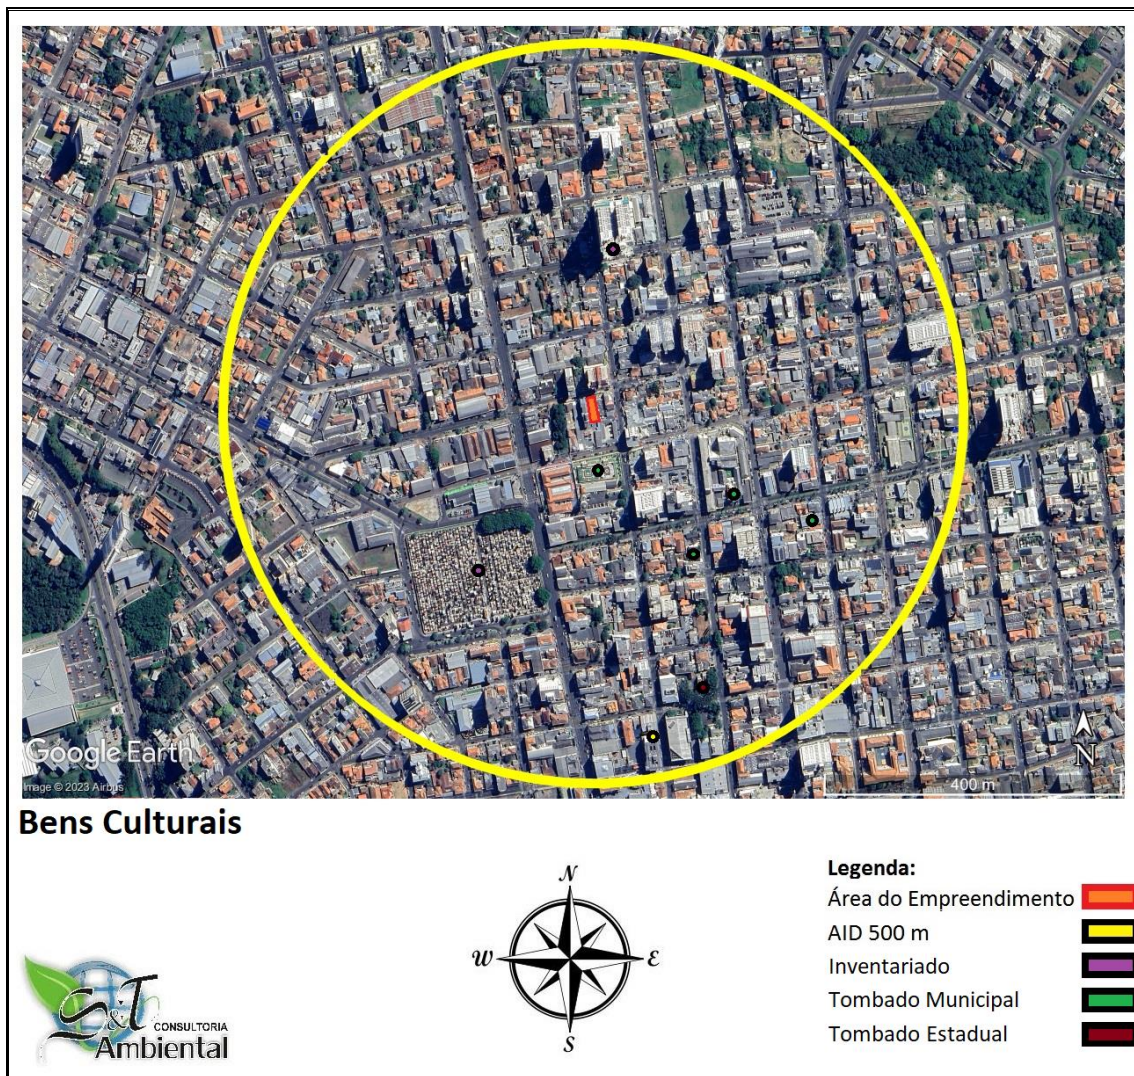 Google Earth
Image © 2023 Airbus
400 m
N
Bens Culturais
N
W
E
S
S&T
CONSULTORIA
Ambiental
Legenda:
Área do Empreendimento
AID 500 m
Inventariado
Tombado Municipal
Tombado Estadual